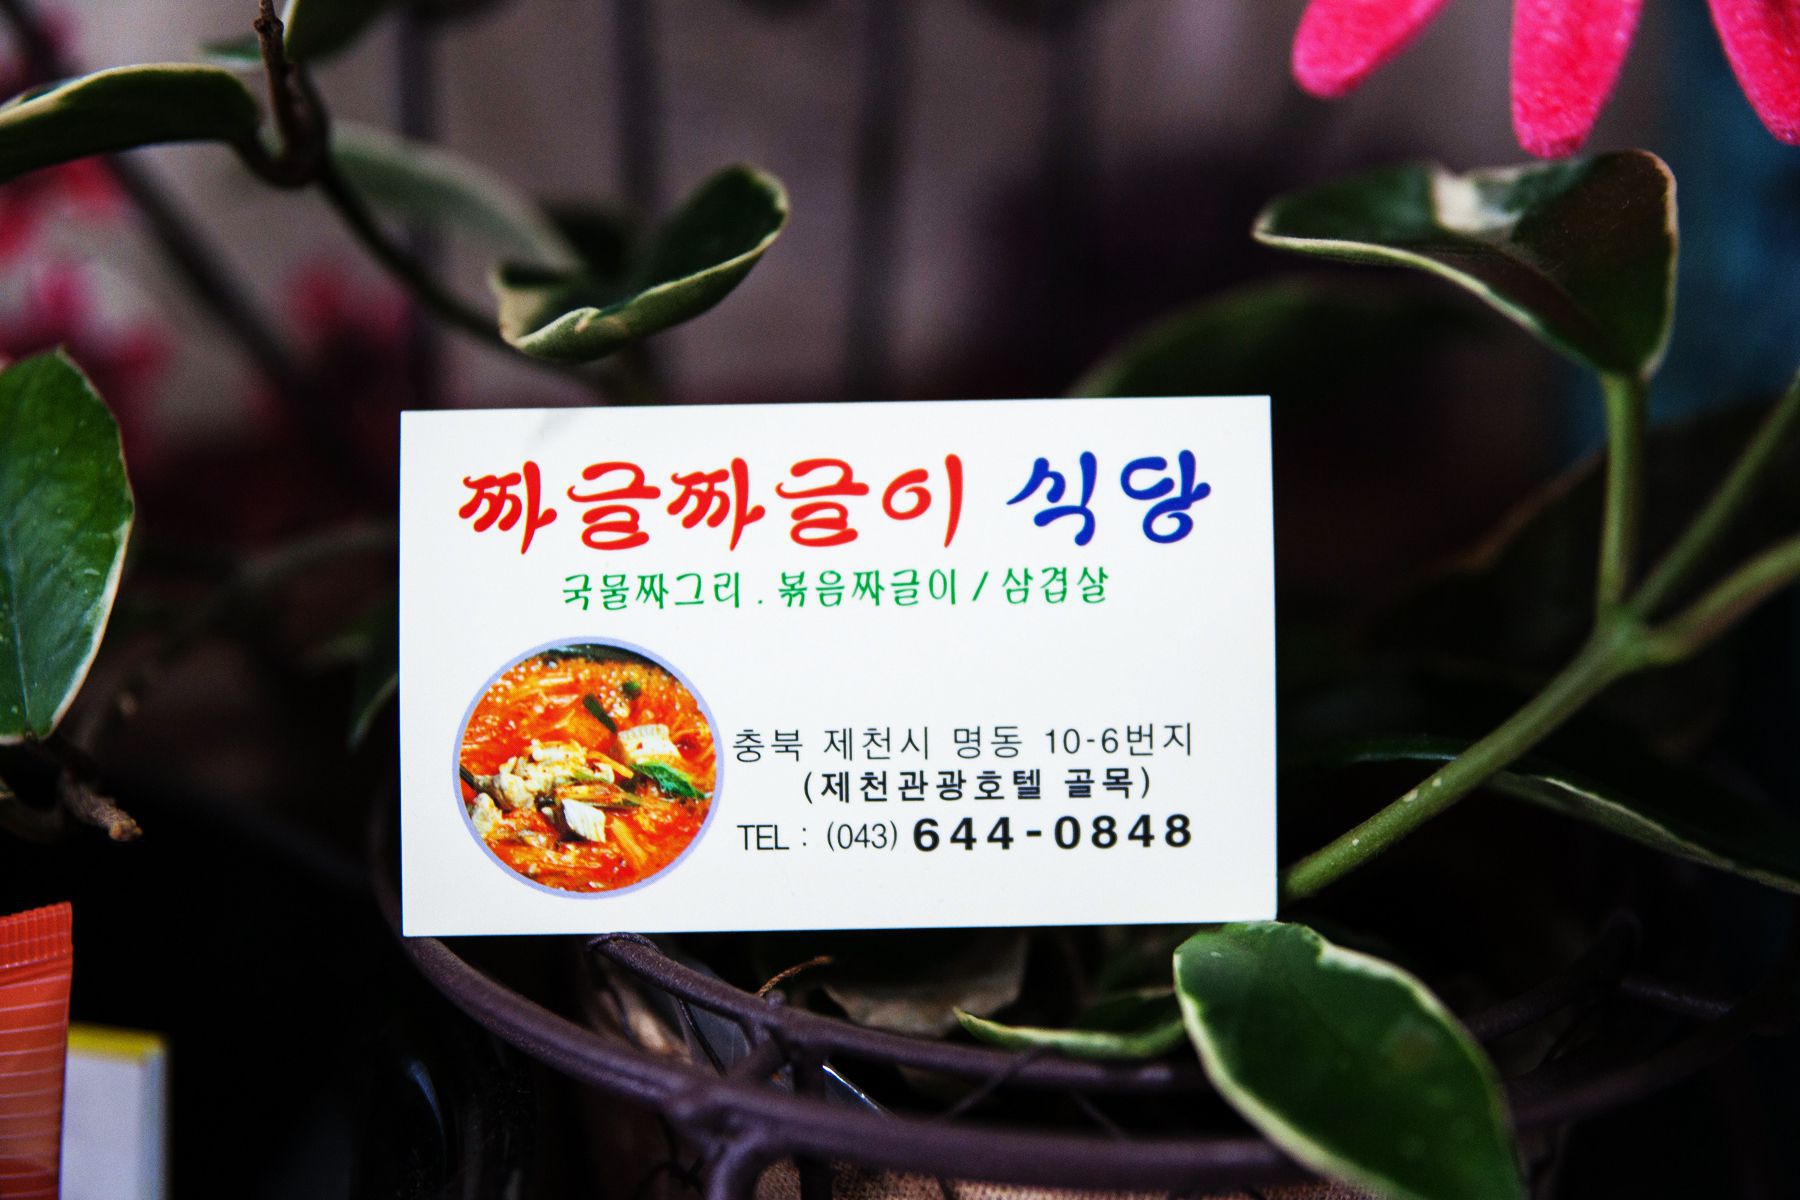 짜글짜글이 식당
국물짜그리 . 볶음짜글이 / 삼겹살
충북 제천시 명동 10-6번지
(제천관광호텔 골목)
TEL : (043) 644-0848